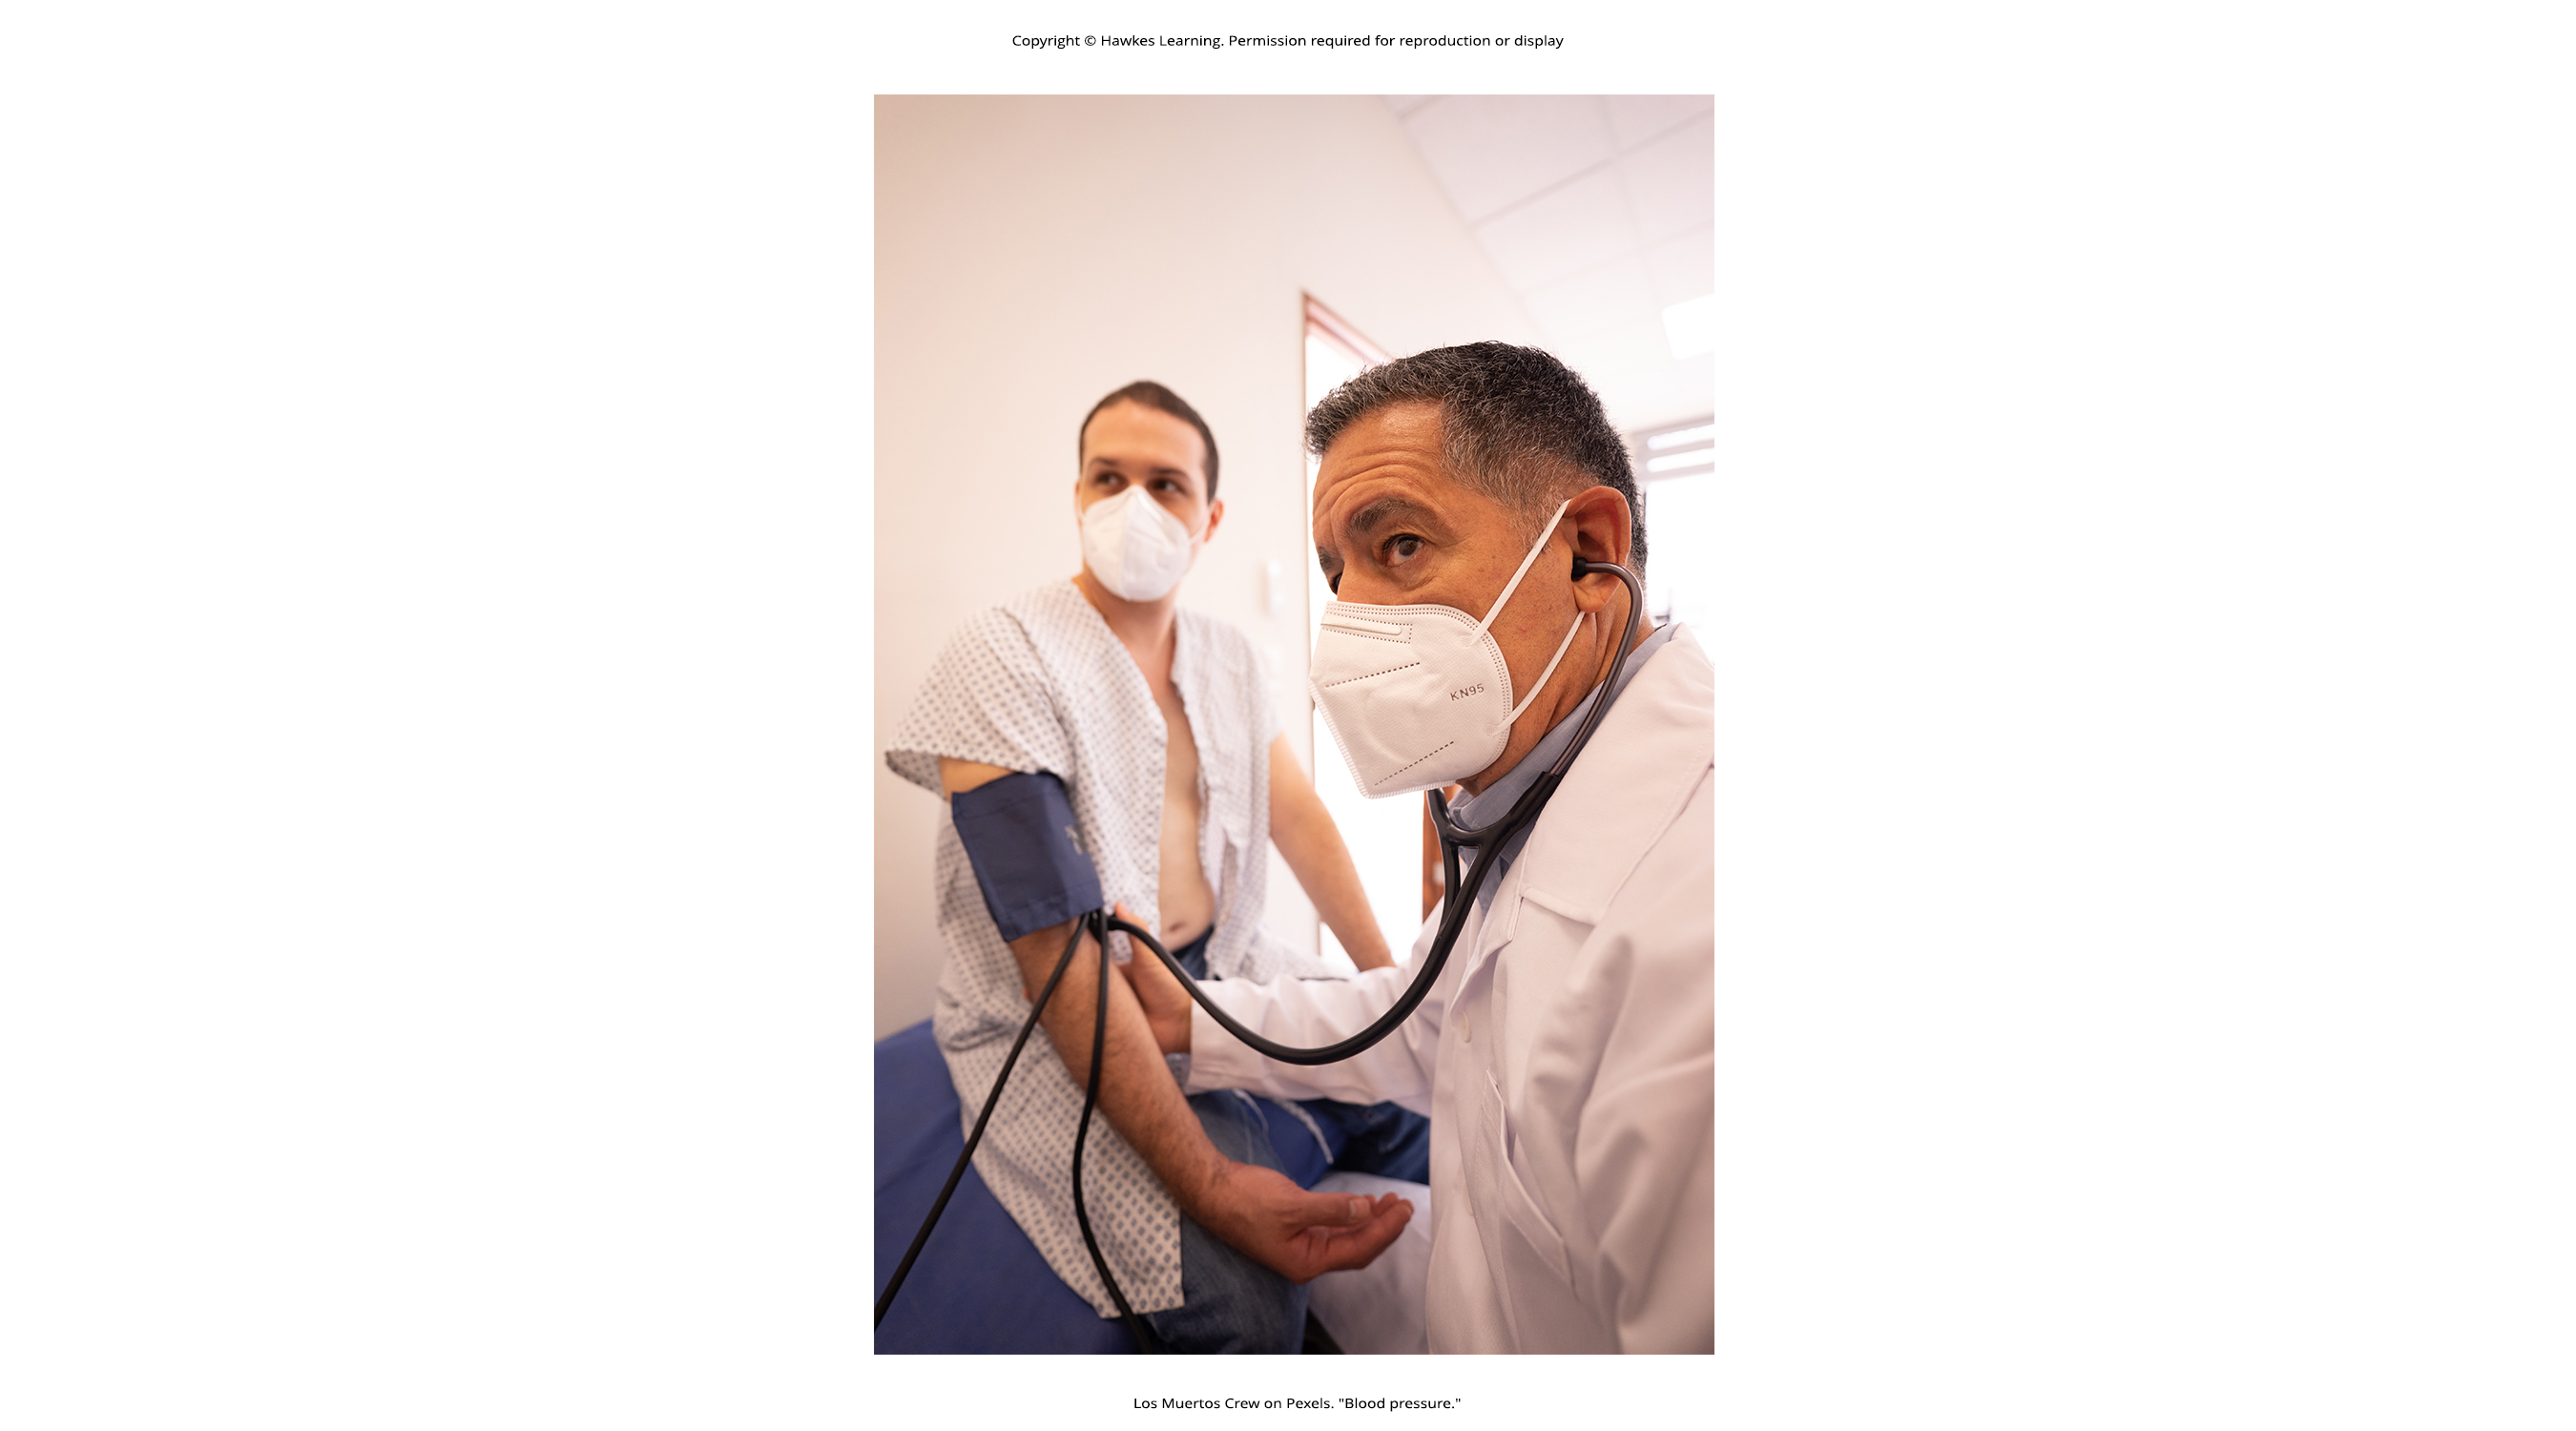 Copyright © Hawkes Learning. Permission required for reproduction or display
KN95
Los Muertos Crew on Pexels. "Blood pressure."